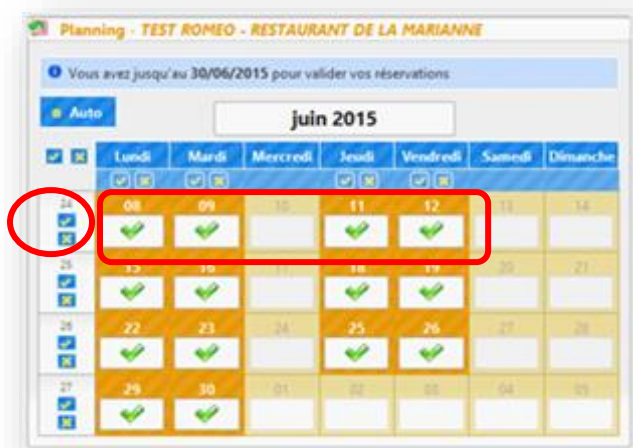 Planning - TEST ROMEO - RESTAURANT DE LA MARIANNE
Vous avez jusqu'au 30/06/2015 pour valider vos réservations
Auto
juin 2015
Lundi Mardi Mercredi Jeudi Vendredi Samedi Dimanche
24 08 09 10 11 12 13 14
25 15 16 17 18 19 20 21
26 22 23 24 25 26 27 28
27 29 30 01 02 03 04 05